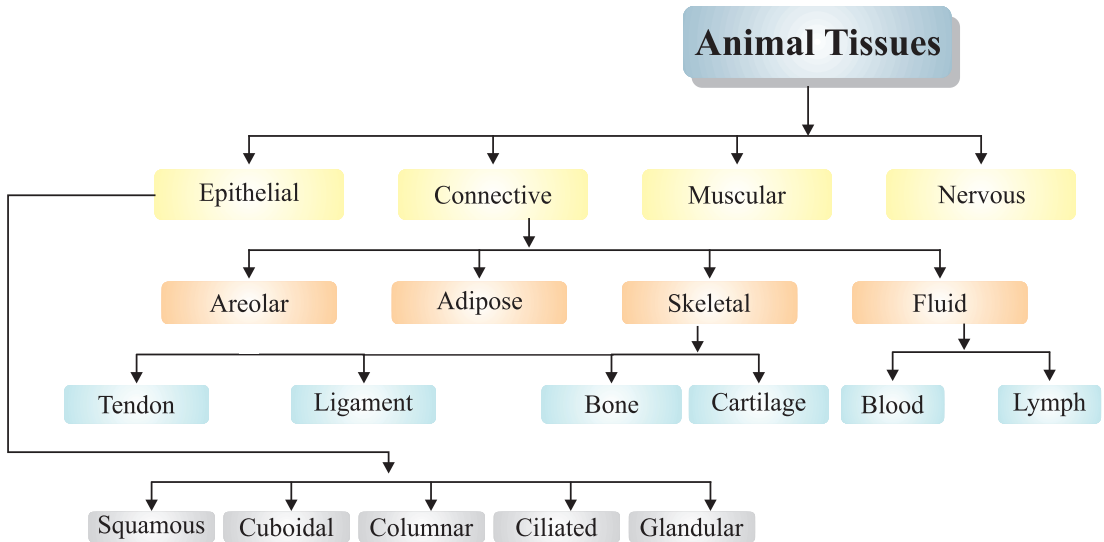 Animal Tissues
Epithelial
Connective
Muscular
Nervous
Areolar
Adipose
Skeletal
Fluid
Tendon
Ligament
Bone
Cartilage
Blood
Lymph
Squamous
Cuboidal
Columnar
Ciliated
Glandular